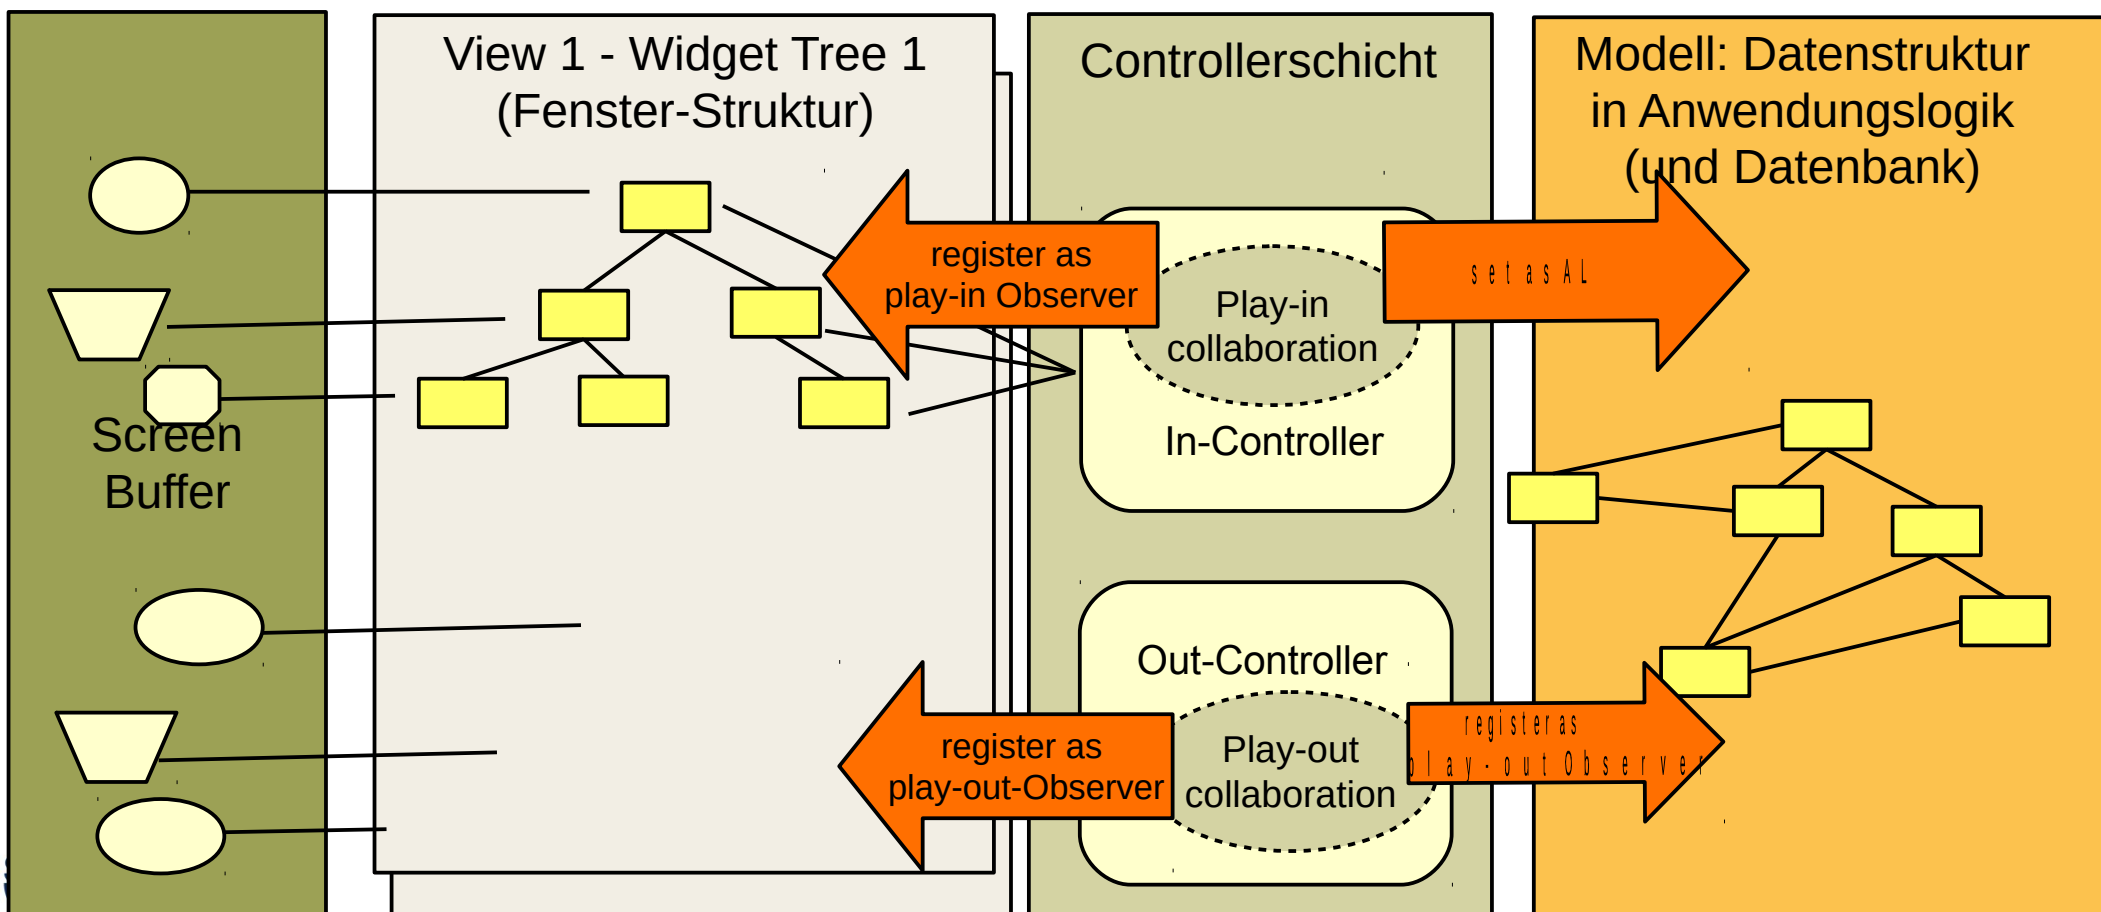 View 1 - Widget Tree 1
(Fenster-Struktur)
Controllerschicht
Modell: Datenstruktur
in Anwendungslogik
(und Datenbank)
Screen
Buffer
register as
play-in Observer
Play-in
collaboration
In-Controller
set as AL
Out-Controller
register as
play-out-Observer
Play-out
collaboration
register as
play-out Observer